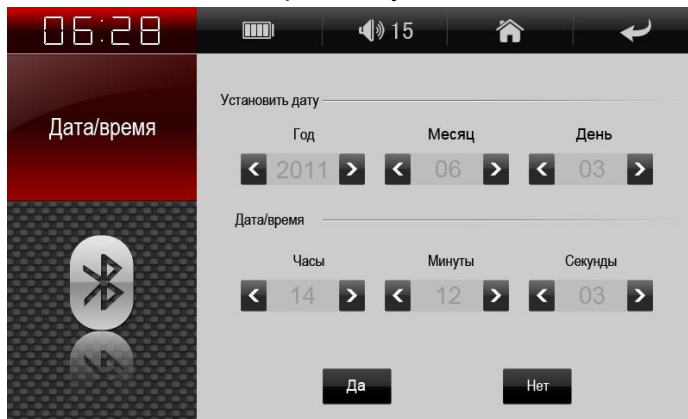 06:28 15
Дата/время
Установить дату
Год Месяц День
2011 06 03
Дата/время
Часы Минуты Секунды
14 12 03
Да Нет